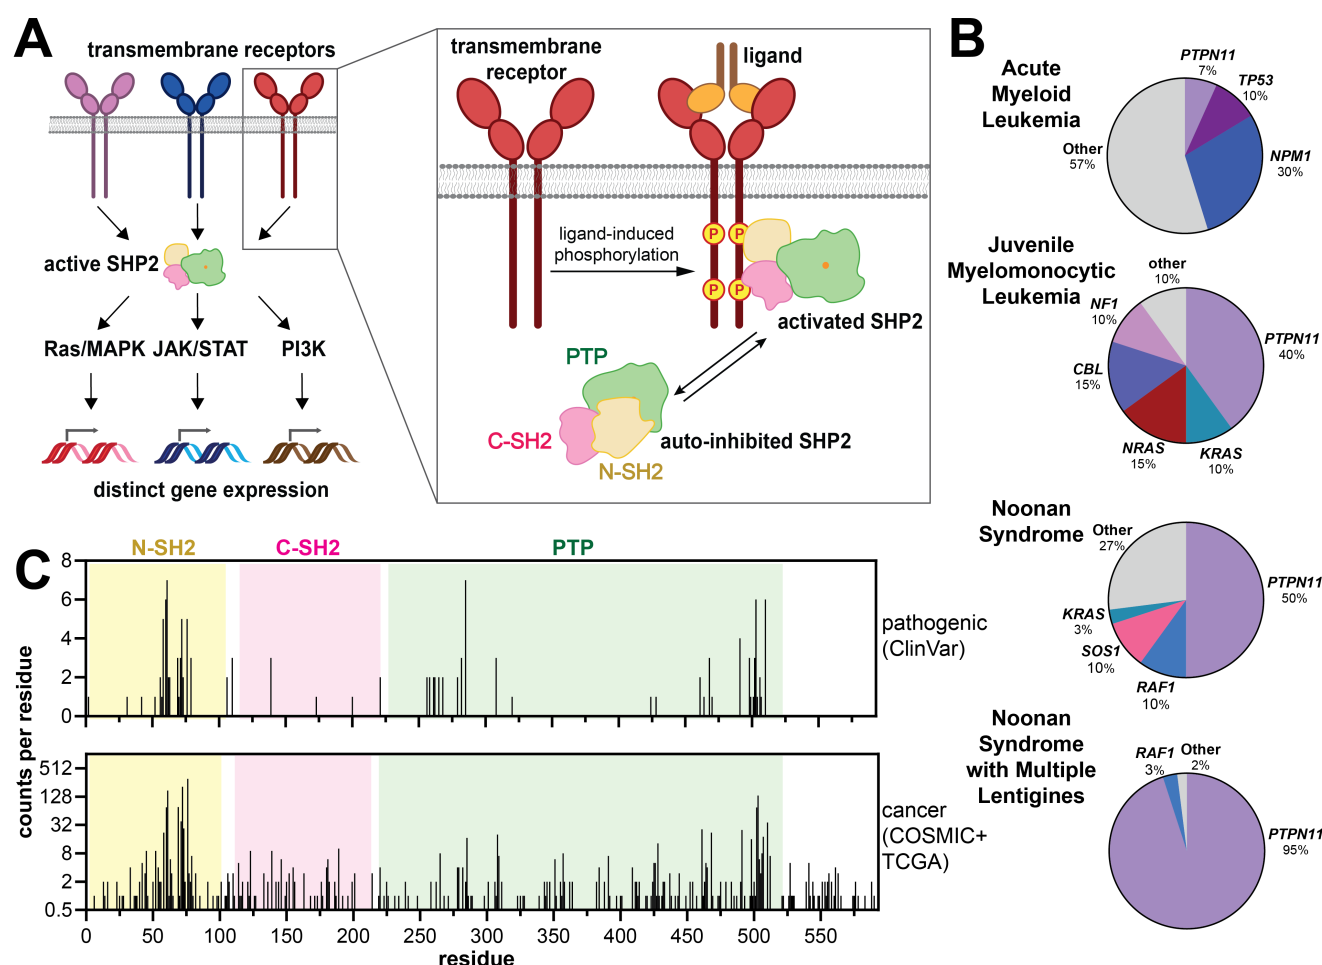 A
transmembrane receptors
active SHP2
Ras/MAPK JAK/STAT PI3K
distinct gene expression
transmembrane
receptor
ligand
ligand-induced
phosphorylation
P
P
P
P
activated SHP2
PTP
C-SH2
N-SH2
auto-inhibited SHP2
B
Acute
Myeloid
Leukemia
PTPN11
7%
TP53
10%
NPM1
30%
Other
57%
Juvenile
Myelomonocytic
Leukemia
other
10%
PTPN11
40%
KRAS
10%
NRAS
15%
CBL
15%
NF1
10%
Noonan
Syndrome
Other
27%
PTPN11
50%
RAF1
10%
SOS1
10%
KRAS
3%
Noonan
Syndrome
with Multiple
Lentigines
RAF1
3%
Other
2%
PTPN11
95%
C
N-SH2 C-SH2 PTP
counts per residue
8
6
4
2
0
pathogenic
(ClinVar)
512
128
32
8
2
0.5
cancer
(COSMIC+
TCGA)
0 50 100 150 200 250 300 350 400 450 500 550
residue